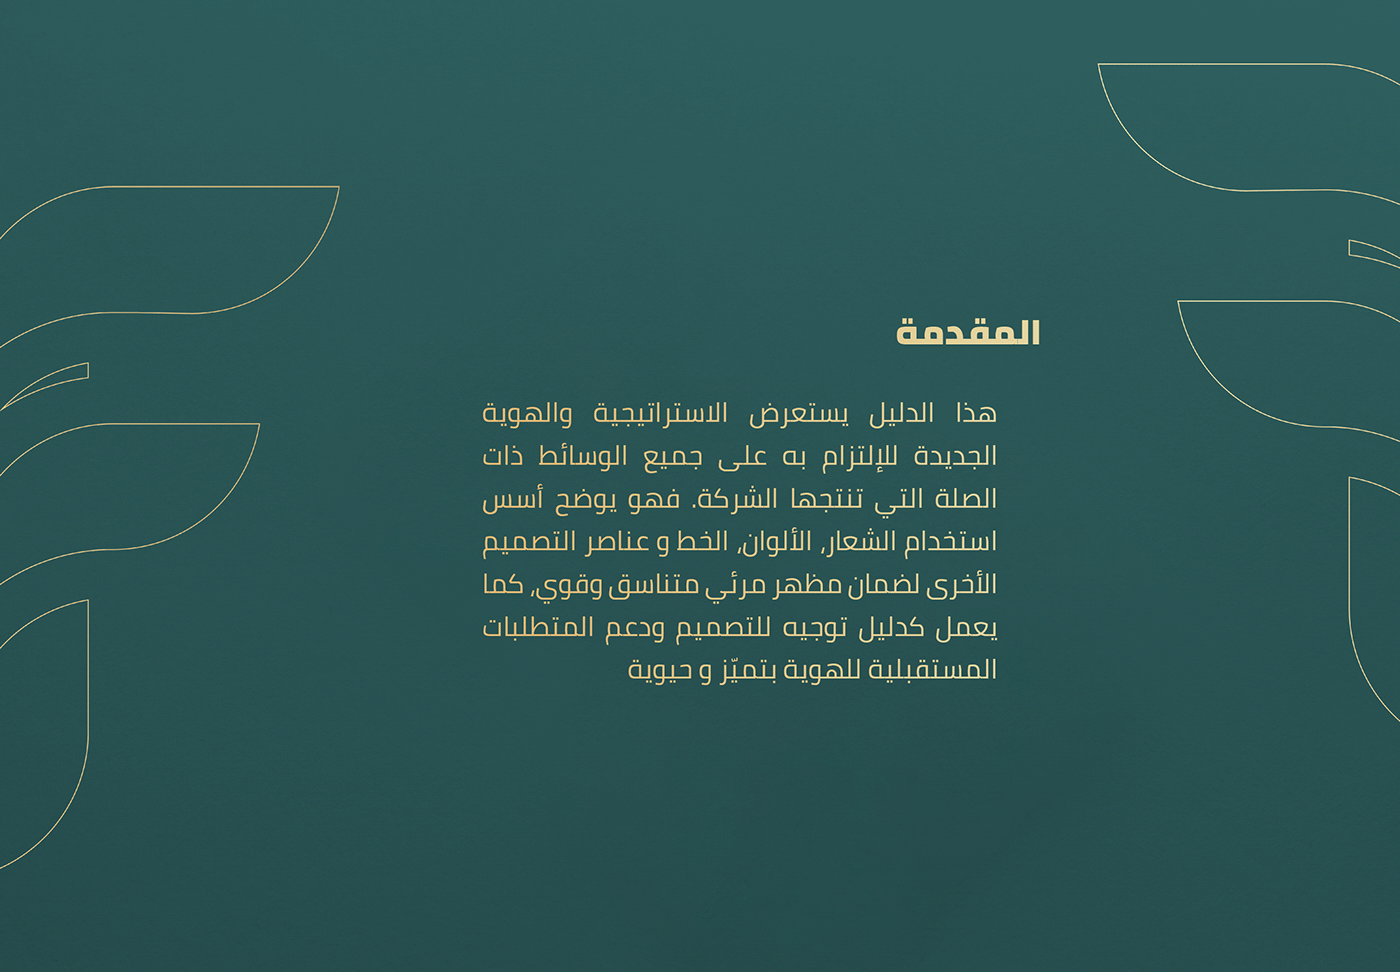 المقدمة
هذا الدليل يستعرض الاستراتيجية والهوية
الجديدة للإلتزام به على جميع الوسائط ذات
الصلة التي تنتجها الشركة. فهو يوضح أسس
استخدام الشعار، الألوان، الخط و عناصر التصميم
الأخرى لضمان مظهر مرئي متناسق وقوي، كما
يعمل كدليل توجيه للتصميم ودعم المتطلبات
المستقبلية للهوية بتميّز و حيوية